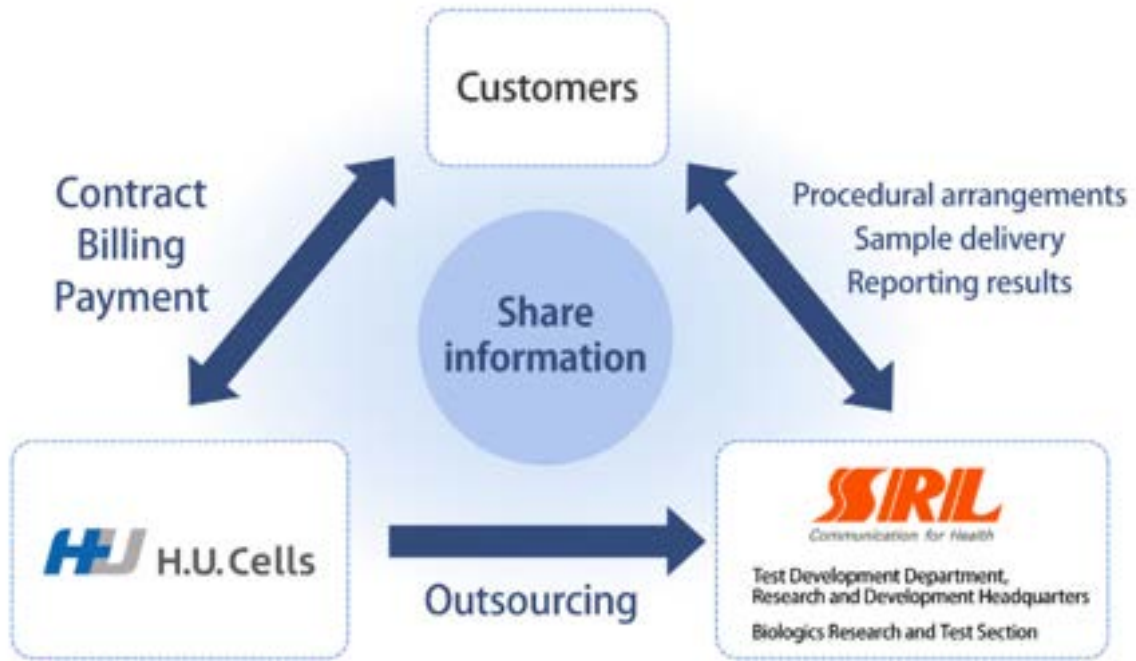 Customers
Contract
Billing
Payment
Procedural arrangements
Sample delivery
Reporting results
Share
information
HU H.U. Cells
Outsourcing
SRL
Communication for Health
Test Development Department,
Research and Development Headquarters
Biologics Research and Test Section